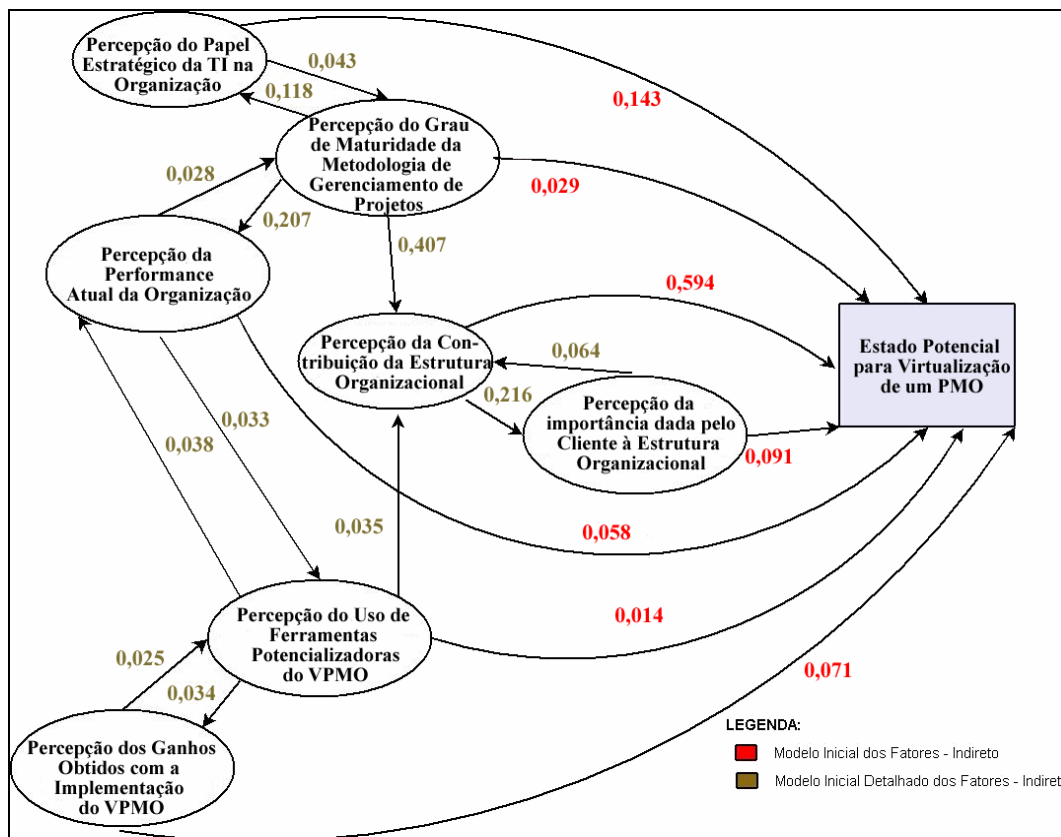 Percepção do Papel
Estratégico da TI na
Organização
0,043
0,118
0,143
Percepção do Grau
de Maturidade da
Metodologia de
Gerenciamento de
Projetos
0,028
0,029
0,207
0,407
Percepção da
Performance
Atual da Organização
0,594
Percepção da Con-
tribuição da Estrutura
Organizacional
0,064
0,216
Estado Potencial
para Virtualização
de um PMO
Percepção da
importância dada pelo
Cliente à Estrutura
Organizacional
0,091
0,033
0,038
0,035
0,058
Percepção do Uso de
Ferramentas
Potencializadoras
do VPMO
0,014
0,025
0,034
0,071
Percepção dos Ganhos
Obtidos com a
Implementação
do VPMO
LEGENDA:
Modelo Inicial dos Fatores - Indireto
Modelo Inicial Detalhado dos Fatores - Indiret